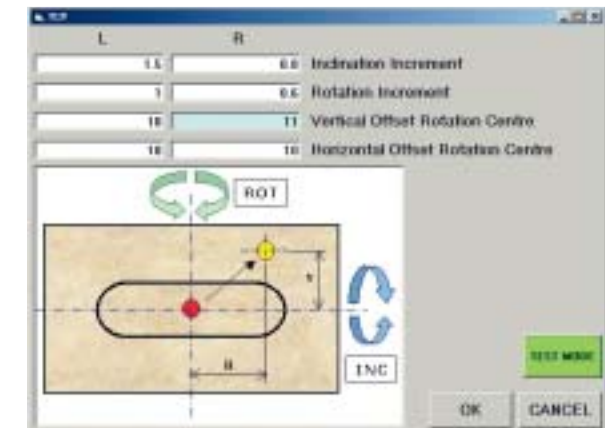 L R
1.5 0.8 Inclination Increment
1 0.6 Rotation Increment
10 11 Vertical Offset Rotation Centre
10 10 Horizontal Offset Rotation Centre
ROT
INC
TEST MODE
OK CANCEL